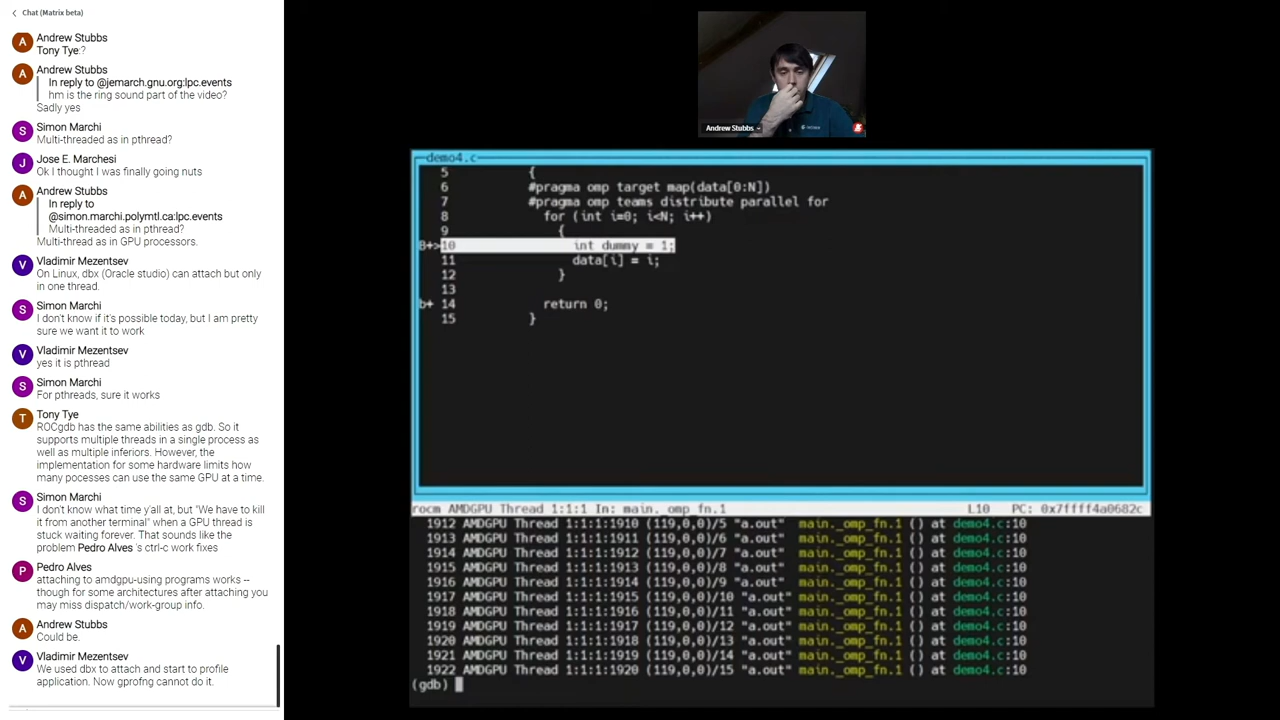 Chat (Matrix beta)
A
Andrew Stubbs
Tony Tye:?
A
Andrew Stubbs
In reply to @jemarch.gnu.org:lpc.events
hm is the ring sound part of the video?
Sadly yes
S
Simon Marchi
Multi-threaded as in pthread?
J
Jose E. Marchesi
Ok I thought I was finally going nuts
A
Andrew Stubbs
In reply to
@simon.marchi.polymtl.ca:lpc.events
Multi-threaded as in pthread?
Multi-thread as in GPU processors.
V
Vladimir Mezentsev
On Linux, dbx (Oracle studio) can attach but only
in one thread.
S
Simon Marchi
I don't know if it's possible today, but I am pretty
sure we want it to work
V
Vladimir Mezentsev
yes it is pthread
S
Simon Marchi
For pthreads, sure it works
T
Tony Tye
ROCgdb has the same abilities as gdb. So it
supports multiple threads in a single process as
well as multiple inferiors. However, the
implementation for some hardware limits how
many pocesses can use the same GPU at a time.
S
Simon Marchi
I don't know what time y'all at, but "We have to kill
it from another terminal" when a GPU thread is
stuck waiting forever. That sounds like the
problem Pedro Alves 's ctrl-c work fixes
P
Pedro Alves
attaching to amdgpu-using programs works --
though for some architectures after attaching you
may miss dispatch/work-group info.
A
Andrew Stubbs
Could be.
V
Vladimir Mezentsev
We used dbx to attach and start to profile
application. Now gprofng cannot do it.
Andrew Stubbs
demo4.c
5 {
6 #pragma omp target map(data[0:N])
7 #pragma omp teams distribute parallel for
8 for (int i=0; i<N; i++)
9 {
B+>10 int dummy = 1;
11 data[i] = i;
12 }
13
b+ 14 return 0;
15 }
rocm AMDGPU Thread 1:1:1:1 In: main._omp_fn.1 L10 PC: 0x7ffff4a0682c
1912 AMDGPU Thread 1:1:1:1910 (119,0,0)/5 "a.out" main._omp_fn.1 () at demo4.c:10
1913 AMDGPU Thread 1:1:1:1911 (119,0,0)/6 "a.out" main._omp_fn.1 () at demo4.c:10
1914 AMDGPU Thread 1:1:1:1912 (119,0,0)/7 "a.out" main._omp_fn.1 () at demo4.c:10
1915 AMDGPU Thread 1:1:1:1913 (119,0,0)/8 "a.out" main._omp_fn.1 () at demo4.c:10
1916 AMDGPU Thread 1:1:1:1914 (119,0,0)/9 "a.out" main._omp_fn.1 () at demo4.c:10
1917 AMDGPU Thread 1:1:1:1915 (119,0,0)/10 "a.out" main._omp_fn.1 () at demo4.c:10
1918 AMDGPU Thread 1:1:1:1916 (119,0,0)/11 "a.out" main._omp_fn.1 () at demo4.c:10
1919 AMDGPU Thread 1:1:1:1917 (119,0,0)/12 "a.out" main._omp_fn.1 () at demo4.c:10
1920 AMDGPU Thread 1:1:1:1918 (119,0,0)/13 "a.out" main._omp_fn.1 () at demo4.c:10
1921 AMDGPU Thread 1:1:1:1919 (119,0,0)/14 "a.out" main._omp_fn.1 () at demo4.c:10
1922 AMDGPU Thread 1:1:1:1920 (119,0,0)/15 "a.out" main._omp_fn.1 () at demo4.c:10
(gdb)